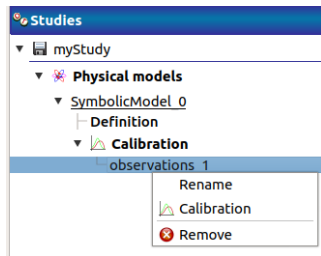 Studies
myStudy
Physical models
SymbolicModel_0
Definition
Calibration
observations_1
Rename
Calibration
Remove